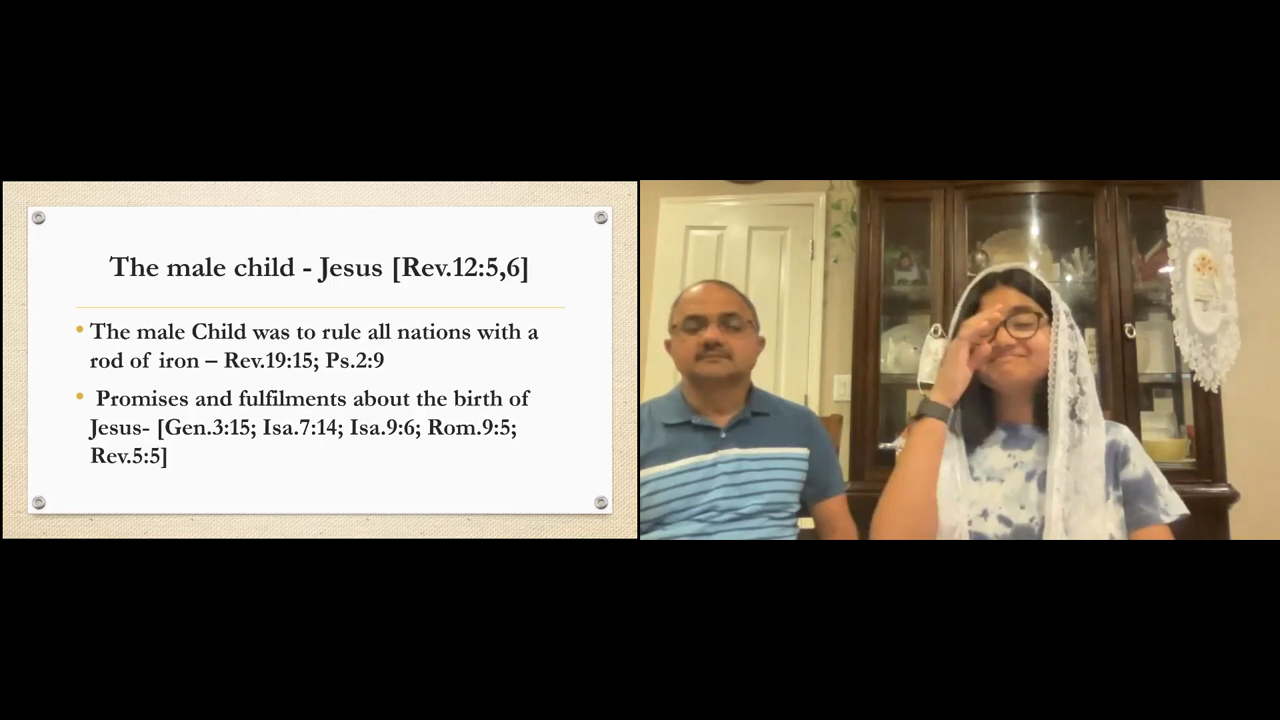 The male child - Jesus [Rev.12:5,6]
• The male Child was to rule all nations with a
rod of iron – Rev.19:15; Ps.2:9
• Promises and fulfilments about the birth of
Jesus- [Gen.3:15; Isa.7:14; Isa.9:6; Rom.9:5;
Rev.5:5]